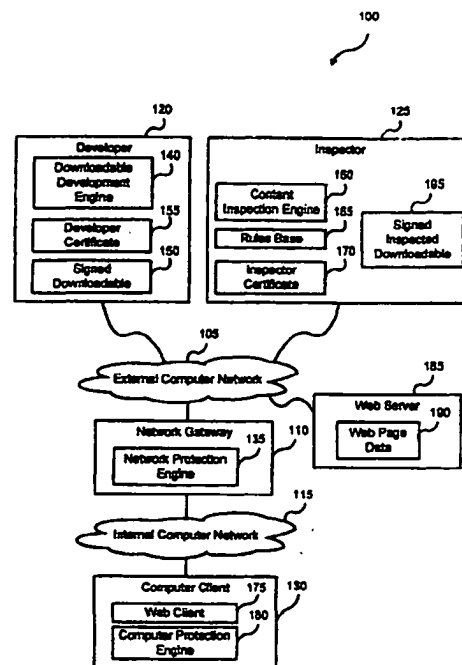 100
120
Developer
Downloadable
Development
Engine
140
Developer
Certificate
155
Signed
Downloadable
150
125
Inspector
Content
Inspection Engine
160
Rules Base
165
Inspector
Certificate
170
195
Signed
Inspected
Downloadable
105
External Computer Network
Network Gateway
Network Protection
Engine
135
110
185
Web Server
Web Page
Data
190
115
Internal Computer Network
Computer Client
Web Client
175
Computer Protection
Engine
180
130